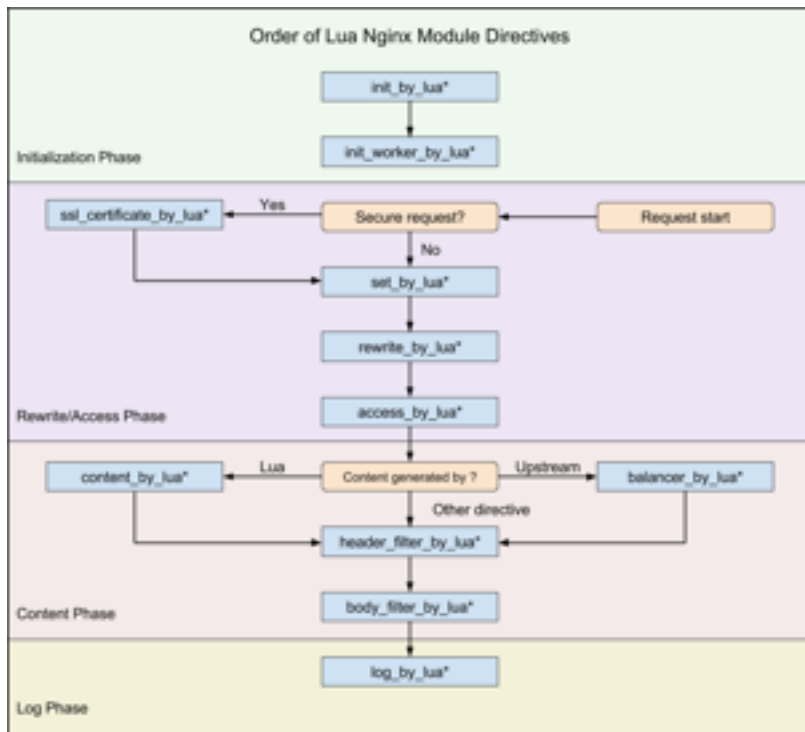 Order of Lua Nginx Module Directives
init_by_lua*
init_worker_by_lua*
Initialization Phase
ssl_certificate_by_lua*
Yes
Secure request?
Request start
No
set_by_lua*
rewrite_by_lua*
access_by_lua*
Rewrite/Access Phase
content_by_lua*
Lua
Content generated by ?
Upstream
balancer_by_lua*
Other directive
header_filter_by_lua*
body_filter_by_lua*
Content Phase
log_by_lua*
Log Phase